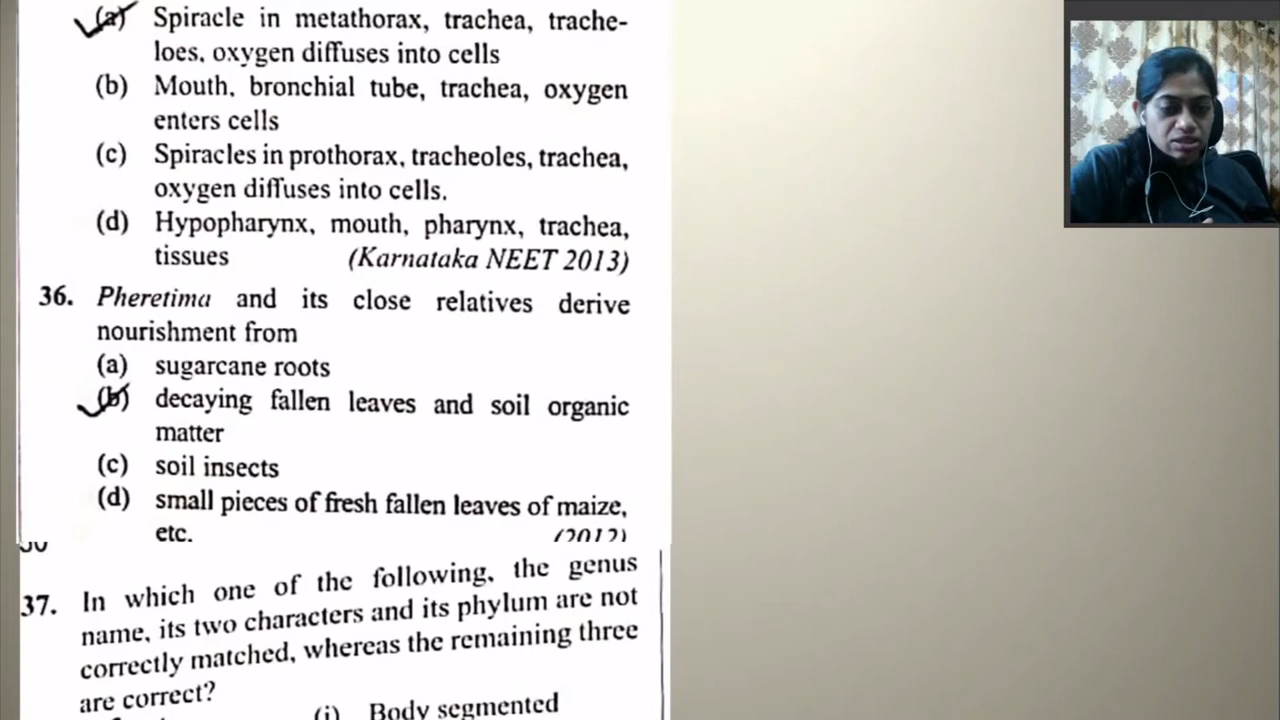 (a) Spiracle in metathorax, trachea, trache-
loes, oxygen diffuses into cells
(b) Mouth, bronchial tube, trachea, oxygen
enters cells
(c) Spiracles in prothorax, tracheoles, trachea,
oxygen diffuses into cells.
(d) Hypopharynx, mouth, pharynx, trachea,
tissues (Karnataka NEET 2013)
36. Pheretima and its close relatives derive
nourishment from
(a) sugarcane roots
(b) decaying fallen leaves and soil organic
matter
(c) soil insects
(d) small pieces of fresh fallen leaves of maize,
etc. (2012)
37. In which one of the following, the genus
name, its two characters and its phylum are not
correctly matched, whereas the remaining three
are correct?
(i) Body segmented